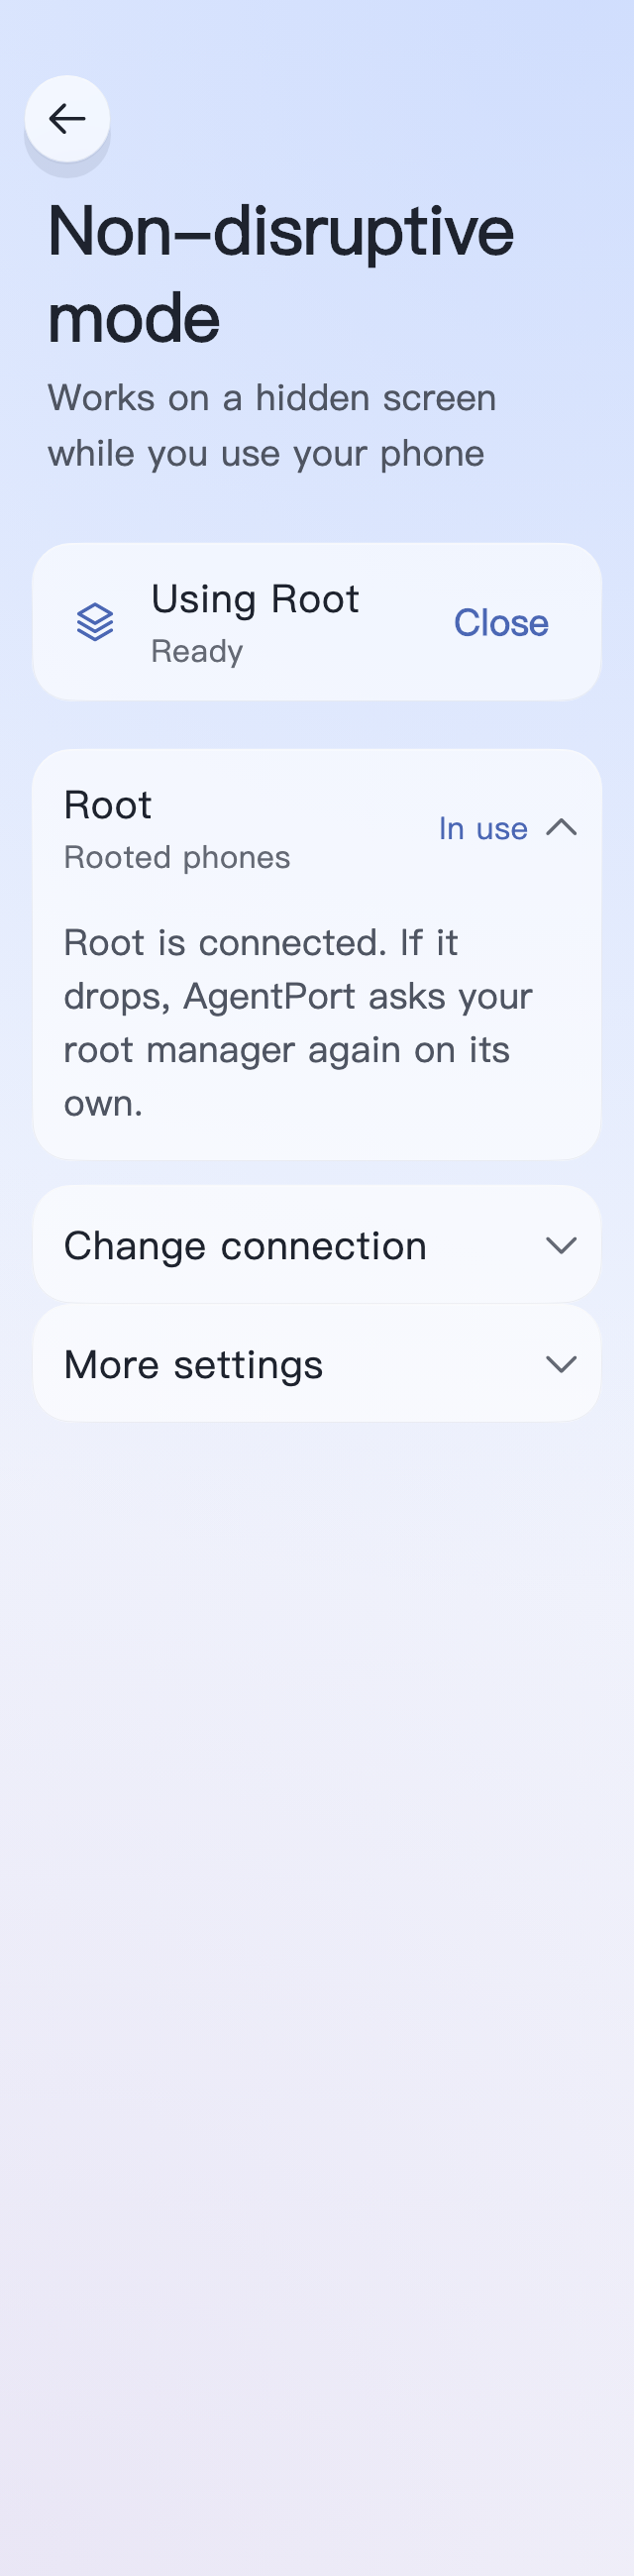 Non-disruptive
mode
Works on a hidden screen
while you use your phone
Using Root
Ready
Close
Root
Rooted phones
In use
Root is connected. If it
drops, AgentPort asks your
root manager again on its
own.
Change connection
More settings